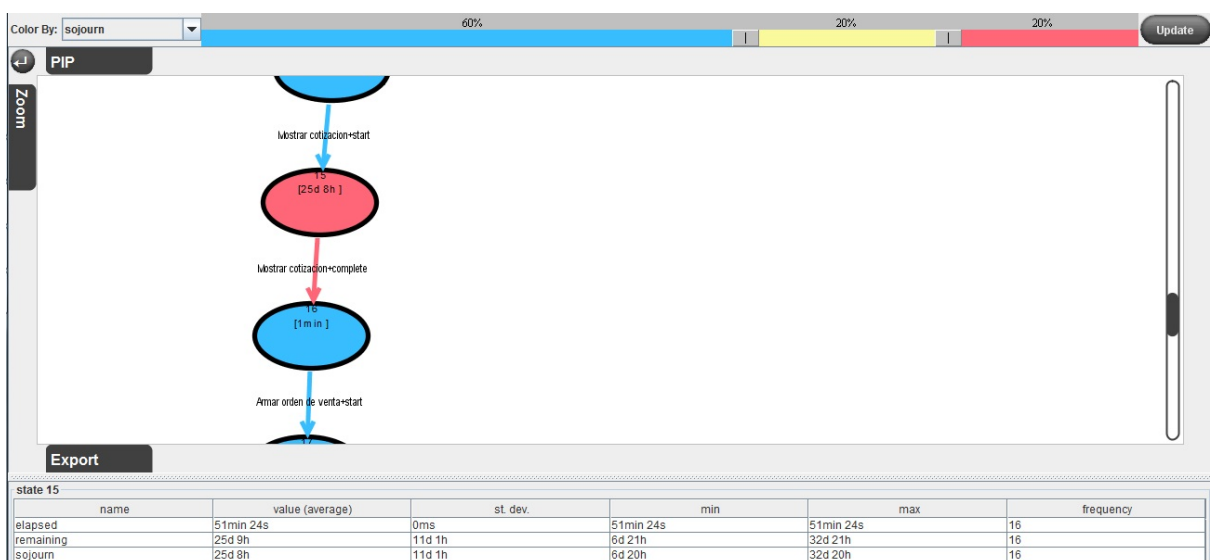 Color By: sojourn 60% 20% 20% Update
PIP
Zoom
Mostrar cotizacion+start
15
[25d 8h ]
Mostrar cotizacion+complete
16
[1min ]
Armar orden de venta+start
17
Export
state 15
name value (average) st. dev. min max frequency
elapsed 51min 24s 0ms 51min 24s 51min 24s 16
remaining 25d 9h 11d 1h 6d 21h 32d 21h 16
sojourn 25d 8h 11d 1h 6d 20h 32d 20h 16